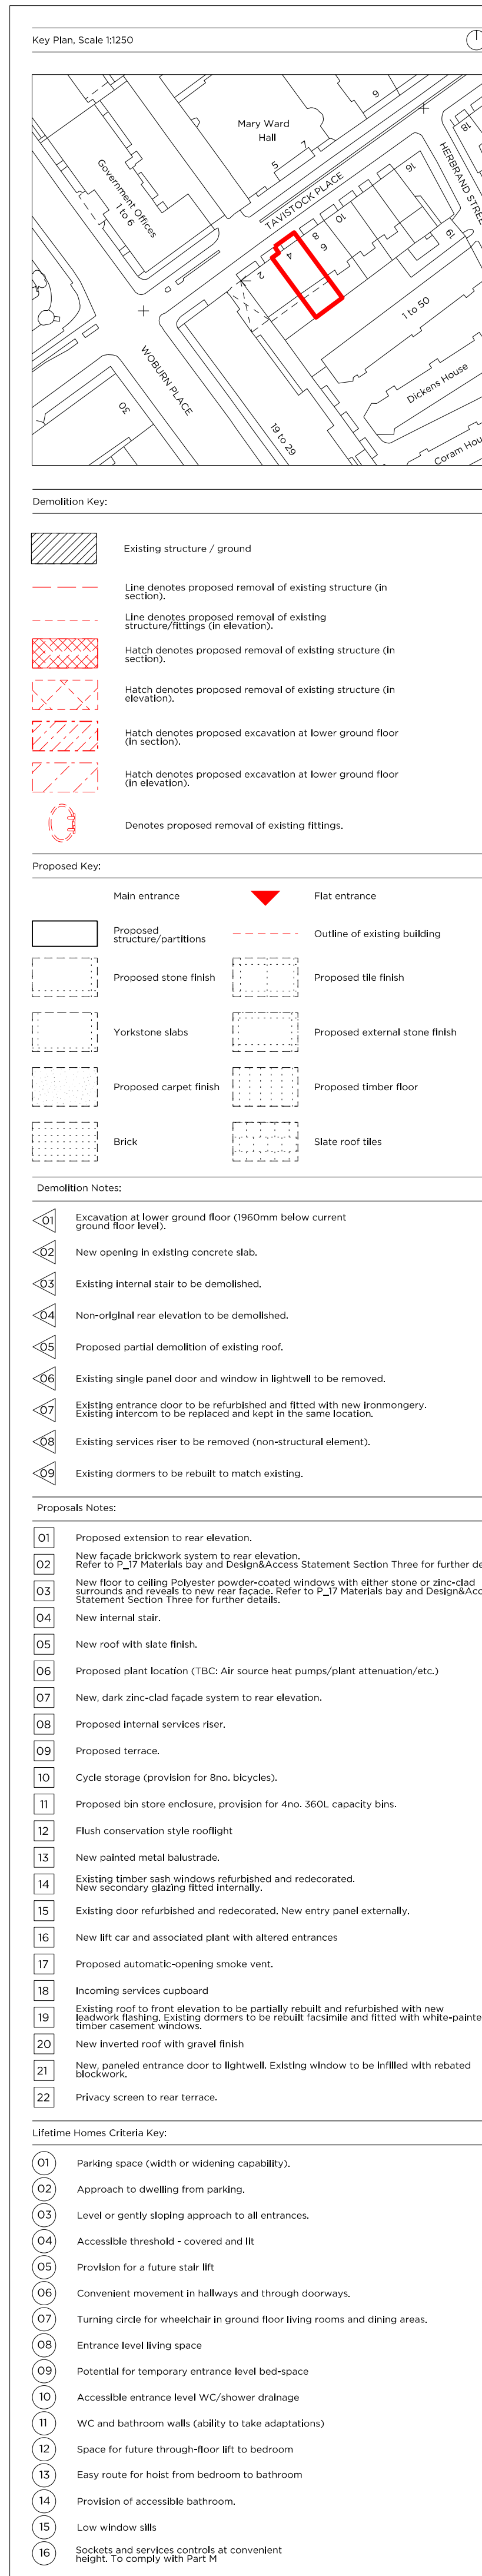 Key Plan, Scale 1:1250
Mary Ward
Hall
6
7
5
18
HERBRAND
TAVISTOCK PLACE
16
Government Offices
1 to 6
10
8
6
4
2
19
1 to 50
WOBURN PLACE
Dickens House
30
19 to 29
Coram
Demolition Key:
Existing structure / ground
Line denotes proposed removal of existing structure (in
section).
Line denotes proposed removal of existing
structure/fittings (in elevation).
Hatch denotes proposed removal of existing structure (in
section).
Hatch denotes proposed removal of existing structure (in
elevation).
Hatch denotes proposed excavation at lower ground floor
(in section).
Hatch denotes proposed excavation at lower ground floor
(in elevation).
Denotes proposed removal of existing fittings.
Proposed Key:
Main entrance
Flat entrance
Proposed
structure/partitions
Outline of existing building
Proposed stone finish
Proposed tile finish
Yorkstone slabs
Proposed external stone finish
Proposed carpet finish
Proposed timber floor
Brick
Slate roof tiles
Demolition Notes:
01 Excavation at lower ground floor (1960mm below current
ground floor level).
02 New opening in existing concrete slab.
03 Existing internal stair to be demolished.
04 Non-original rear elevation to be demolished.
05 Proposed partial demolition of existing roof.
06 Existing single panel door and window in lightwell to be removed.
07 Existing entrance door to be refurbished and fitted with new ironmongery.
Existing intercom to be replaced and kept in the same location.
08 Existing services riser to be removed (non-structural element).
09 Existing dormers to be rebuilt to match existing.
Proposals Notes:
01 Proposed extension to rear elevation.
02 New façade brickwork system to rear elevation.
Refer to P_17 Materials bay and Design&Access Statement Section Three for further de
03 New floor to ceiling Polyester powder-coated windows with either stone or zinc-clad
surrounds and reveals to new rear façade. Refer to P_17 Materials bay and Design&Acc
Statement Section Three for further details.
04 New internal stair.
05 New roof with slate finish.
06 Proposed plant location (TBC: Air source heat pumps/plant attenuation/etc.)
07 New, dark zinc-clad façade system to rear elevation.
08 Proposed internal services riser.
09 Proposed terrace.
10 Cycle storage (provision for 8no. bicycles).
11 Proposed bin store enclosure, provision for 4no. 360L capacity bins.
12 Flush conservation style rooflight
13 New painted metal balustrade.
14 Existing timber sash windows refurbished and redecorated.
New secondary glazing fitted internally.
15 Existing door refurbished and redecorated. New entry panel externally.
16 New lift car and associated plant with altered entrances
17 Proposed automatic-opening smoke vent.
18 Incoming services cupboard
19 Existing roof to front elevation to be partially rebuilt and refurbished with new
leadwork flashing. Existing dormers to be rebuilt facsimile and fitted with white-painte
timber casement windows.
20 New inverted roof with gravel finish
21 New, paneled entrance door to lightwell. Existing window to be infilled with rebated
blockwork.
22 Privacy screen to rear terrace.
Lifetime Homes Criteria Key:
01 Parking space (width or widening capability).
02 Approach to dwelling from parking.
03 Level or gently sloping approach to all entrances.
04 Accessible threshold - covered and lit
05 Provision for a future stair lift
06 Convenient movement in hallways and through doorways.
07 Turning circle for wheelchair in ground floor living rooms and dining areas.
08 Entrance level living space
09 Potential for temporary entrance level bed-space
10 Accessible entrance level WC/shower drainage
11 WC and bathroom walls (ability to take adaptations)
12 Space for future through-floor lift to bedroom
13 Easy route for hoist from bedroom to bathroom
14 Provision of accessible bathroom.
15 Low window sills
16 Sockets and services controls at convenient
height. To comply with Part M